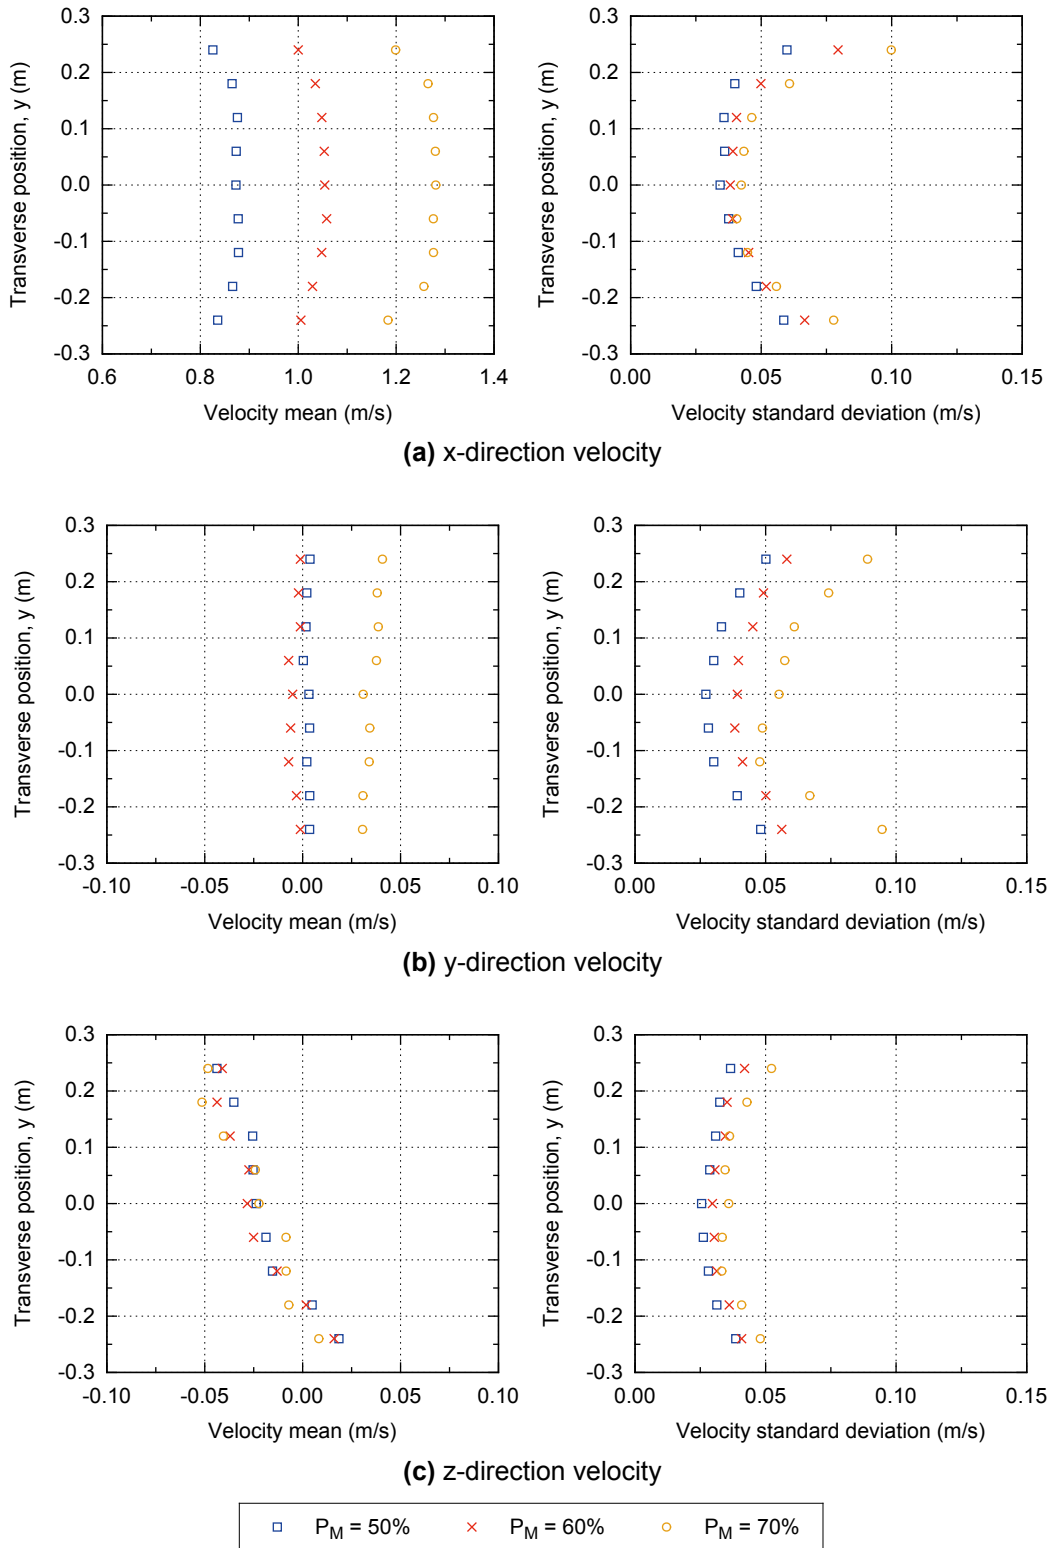 0.3
0.2
0.1
0.0
-0.1
-0.2
-0.3
Transverse position, y (m)
0.6 0.8 1.0 1.2 1.4
Velocity mean (m/s)
0.3
0.2
0.1
0.0
-0.1
-0.2
-0.3
Transverse position, y (m)
0.00 0.05 0.10 0.15
Velocity standard deviation (m/s)
(a) x-direction velocity
0.3
0.2
0.1
0.0
-0.1
-0.2
-0.3
Transverse position, y (m)
-0.10 -0.05 0.00 0.05 0.10
Velocity mean (m/s)
0.3
0.2
0.1
0.0
-0.1
-0.2
-0.3
Transverse position, y (m)
0.00 0.05 0.10 0.15
Velocity standard deviation (m/s)
(b) y-direction velocity
0.3
0.2
0.1
0.0
-0.1
-0.2
-0.3
Transverse position, y (m)
-0.10 -0.05 0.00 0.05 0.10
Velocity mean (m/s)
0.3
0.2
0.1
0.0
-0.1
-0.2
-0.3
Transverse position, y (m)
0.00 0.05 0.10 0.15
Velocity standard deviation (m/s)
(c) z-direction velocity
P_M = 50% P_M = 60% P_M = 70%